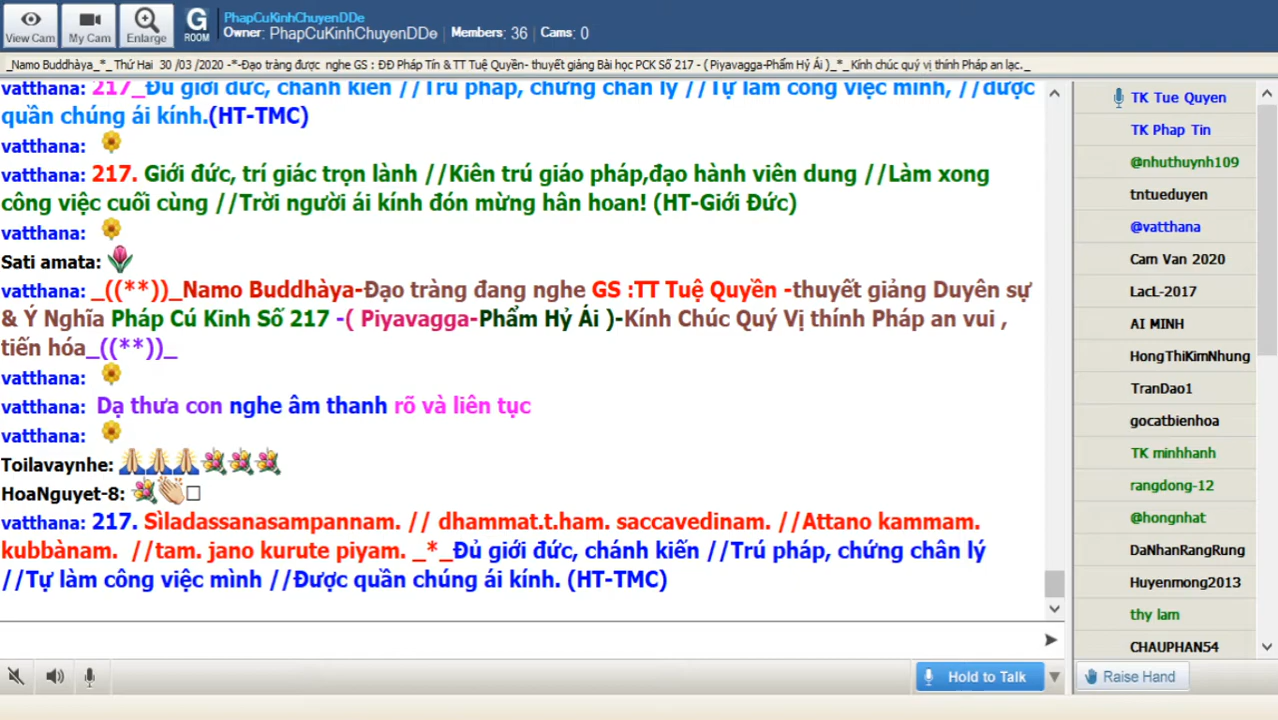 View Cam
My Cam
Enlarge
G
ROOM
PhapCuKinhChuyenDDe
Owner: PhapCuKinhChuyenDDe Members: 36 Cams: 0
_Namo Buddhàya_*_ Thứ Hai 30 /03 /2020 -*-Đạo tràng được nghe GS : ĐĐ Pháp Tín & TT Tuệ Quyền- thuyết giảng Bài học PCK Số 217 - ( Piyavagga-Phẩm Hỷ Ái )_*_ Kính chúc quý vị thính Pháp an lạc._
vatthana: 217_Đủ giới đức, chánh kiến //Trú pháp, chứng chân lý //Tự làm công việc mình, //được
quần chúng ái kính.(HT-TMC)
vatthana:
vatthana: 217. Giới đức, trí giác trọn lành //Kiên trú giáo pháp,đạo hành viên dung //Làm xong
công việc cuối cùng //Trời người ái kính đón mừng hân hoan! (HT-Giới Đức)
vatthana:
Sati amata:
vatthana: _((**))_Namo Buddhàya-Đạo tràng đang nghe GS :TT Tuệ Quyền -thuyết giảng Duyên sự
& Ý Nghĩa Pháp Cú Kinh Số 217 -( Piyavagga-Phẩm Hỷ Ái )-Kính Chúc Quý Vị thính Pháp an vui ,
tiến hóa_((**))_
vatthana:
vatthana: Dạ thưa con nghe âm thanh rõ và liên tục
vatthana:
Toilavaynhe:
HoaNguyet-8:
vatthana: 217. Sìladassanasampannam. // dhammat.t.ham. saccavedinam. //Attano kammam.
kubbànam. //tam. jano kurute piyam. _*_Đủ giới đức, chánh kiến //Trú pháp, chứng chân lý
//Tự làm công việc mình //Được quần chúng ái kính. (HT-TMC)
TK Tue Quyen
TK Phap Tin
@nhuthuynh109
tntueduyen
@vatthana
Cam Van 2020
LacL-2017
AI MINH
HongThiKimNhung
TranDao1
gocatbienhoa
TK minhhanh
rangdong-12
@hongnhat
DaNhanRangRung
Huyenmong2013
thy lam
CHAUPHAN54
Hold to Talk
Raise Hand